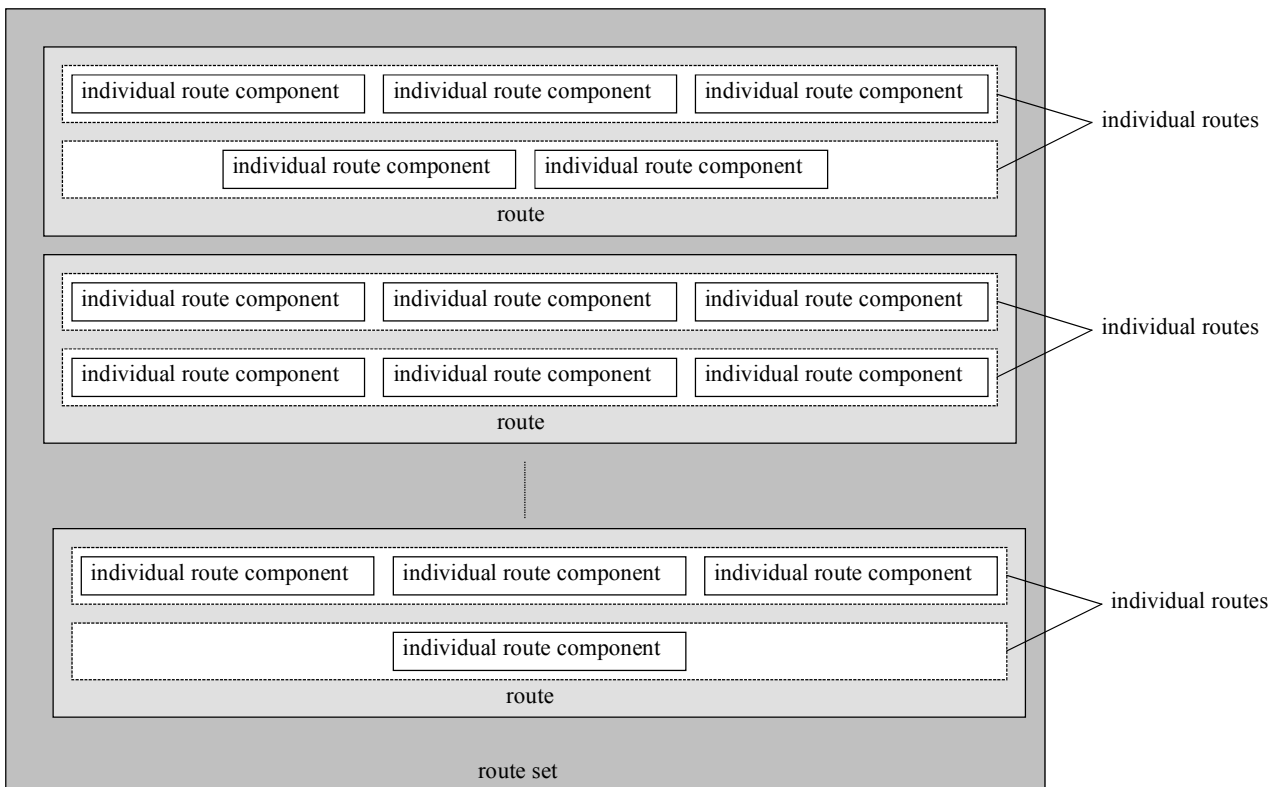 individual route component individual route component individual route component
individual routes
individual route component individual route component
route
individual route component individual route component individual route component
individual routes
individual route component individual route component individual route component
route
individual route component individual route component individual route component
individual routes
individual route component
route
route set